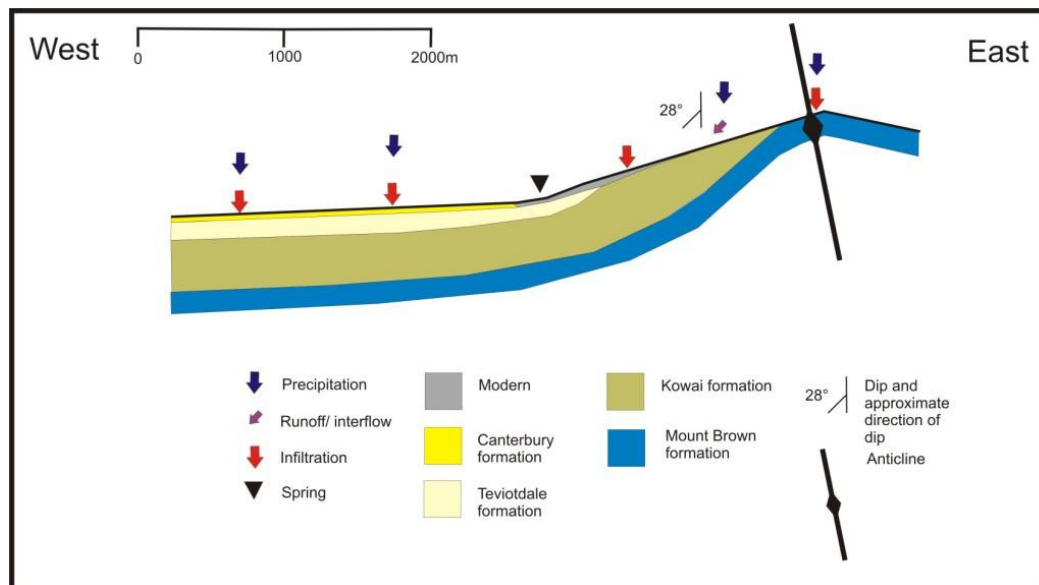 West
East
0
1000
2000m
28°
Precipitation
Runoff/ interflow
Infiltration
Spring
Modern
Canterbury
formation
Teviotdale
formation
Kowai formation
Mount Brown
formation
28°
Dip and
approximate
direction of
dip
Anticline